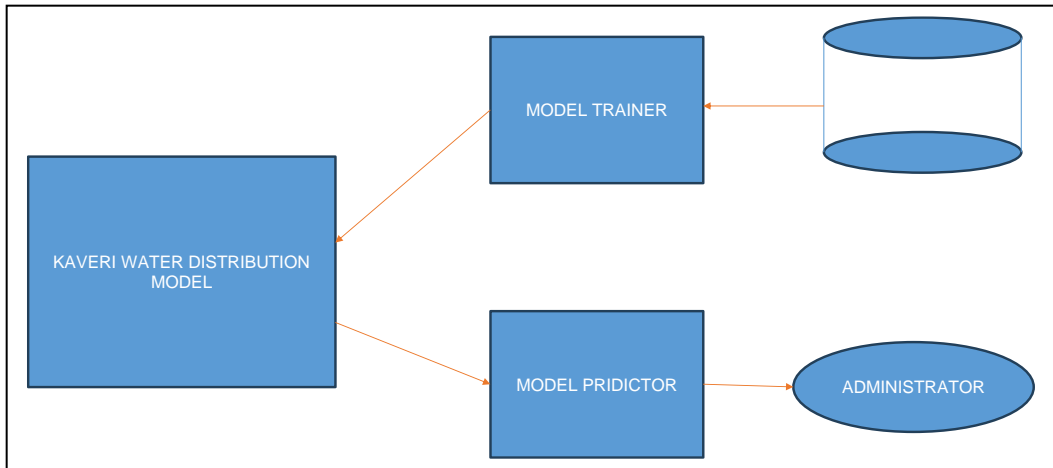 MODEL TRAINER
KAVERI WATER DISTRIBUTION
MODEL
MODEL PRIDICTOR
ADMINISTRATOR